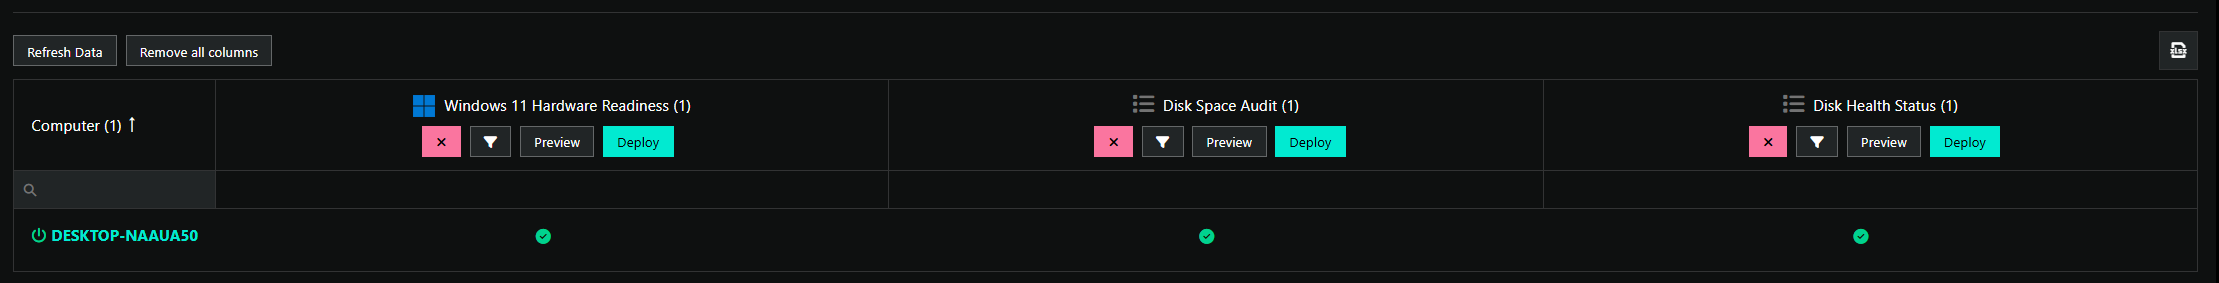 Refresh Data
Remove all columns
xlsx
Computer (1) ↑
Windows 11 Hardware Readiness (1)
Preview
Deploy
Disk Space Audit (1)
Preview
Deploy
Disk Health Status (1)
Preview
Deploy
DESKTOP-NAAUA50